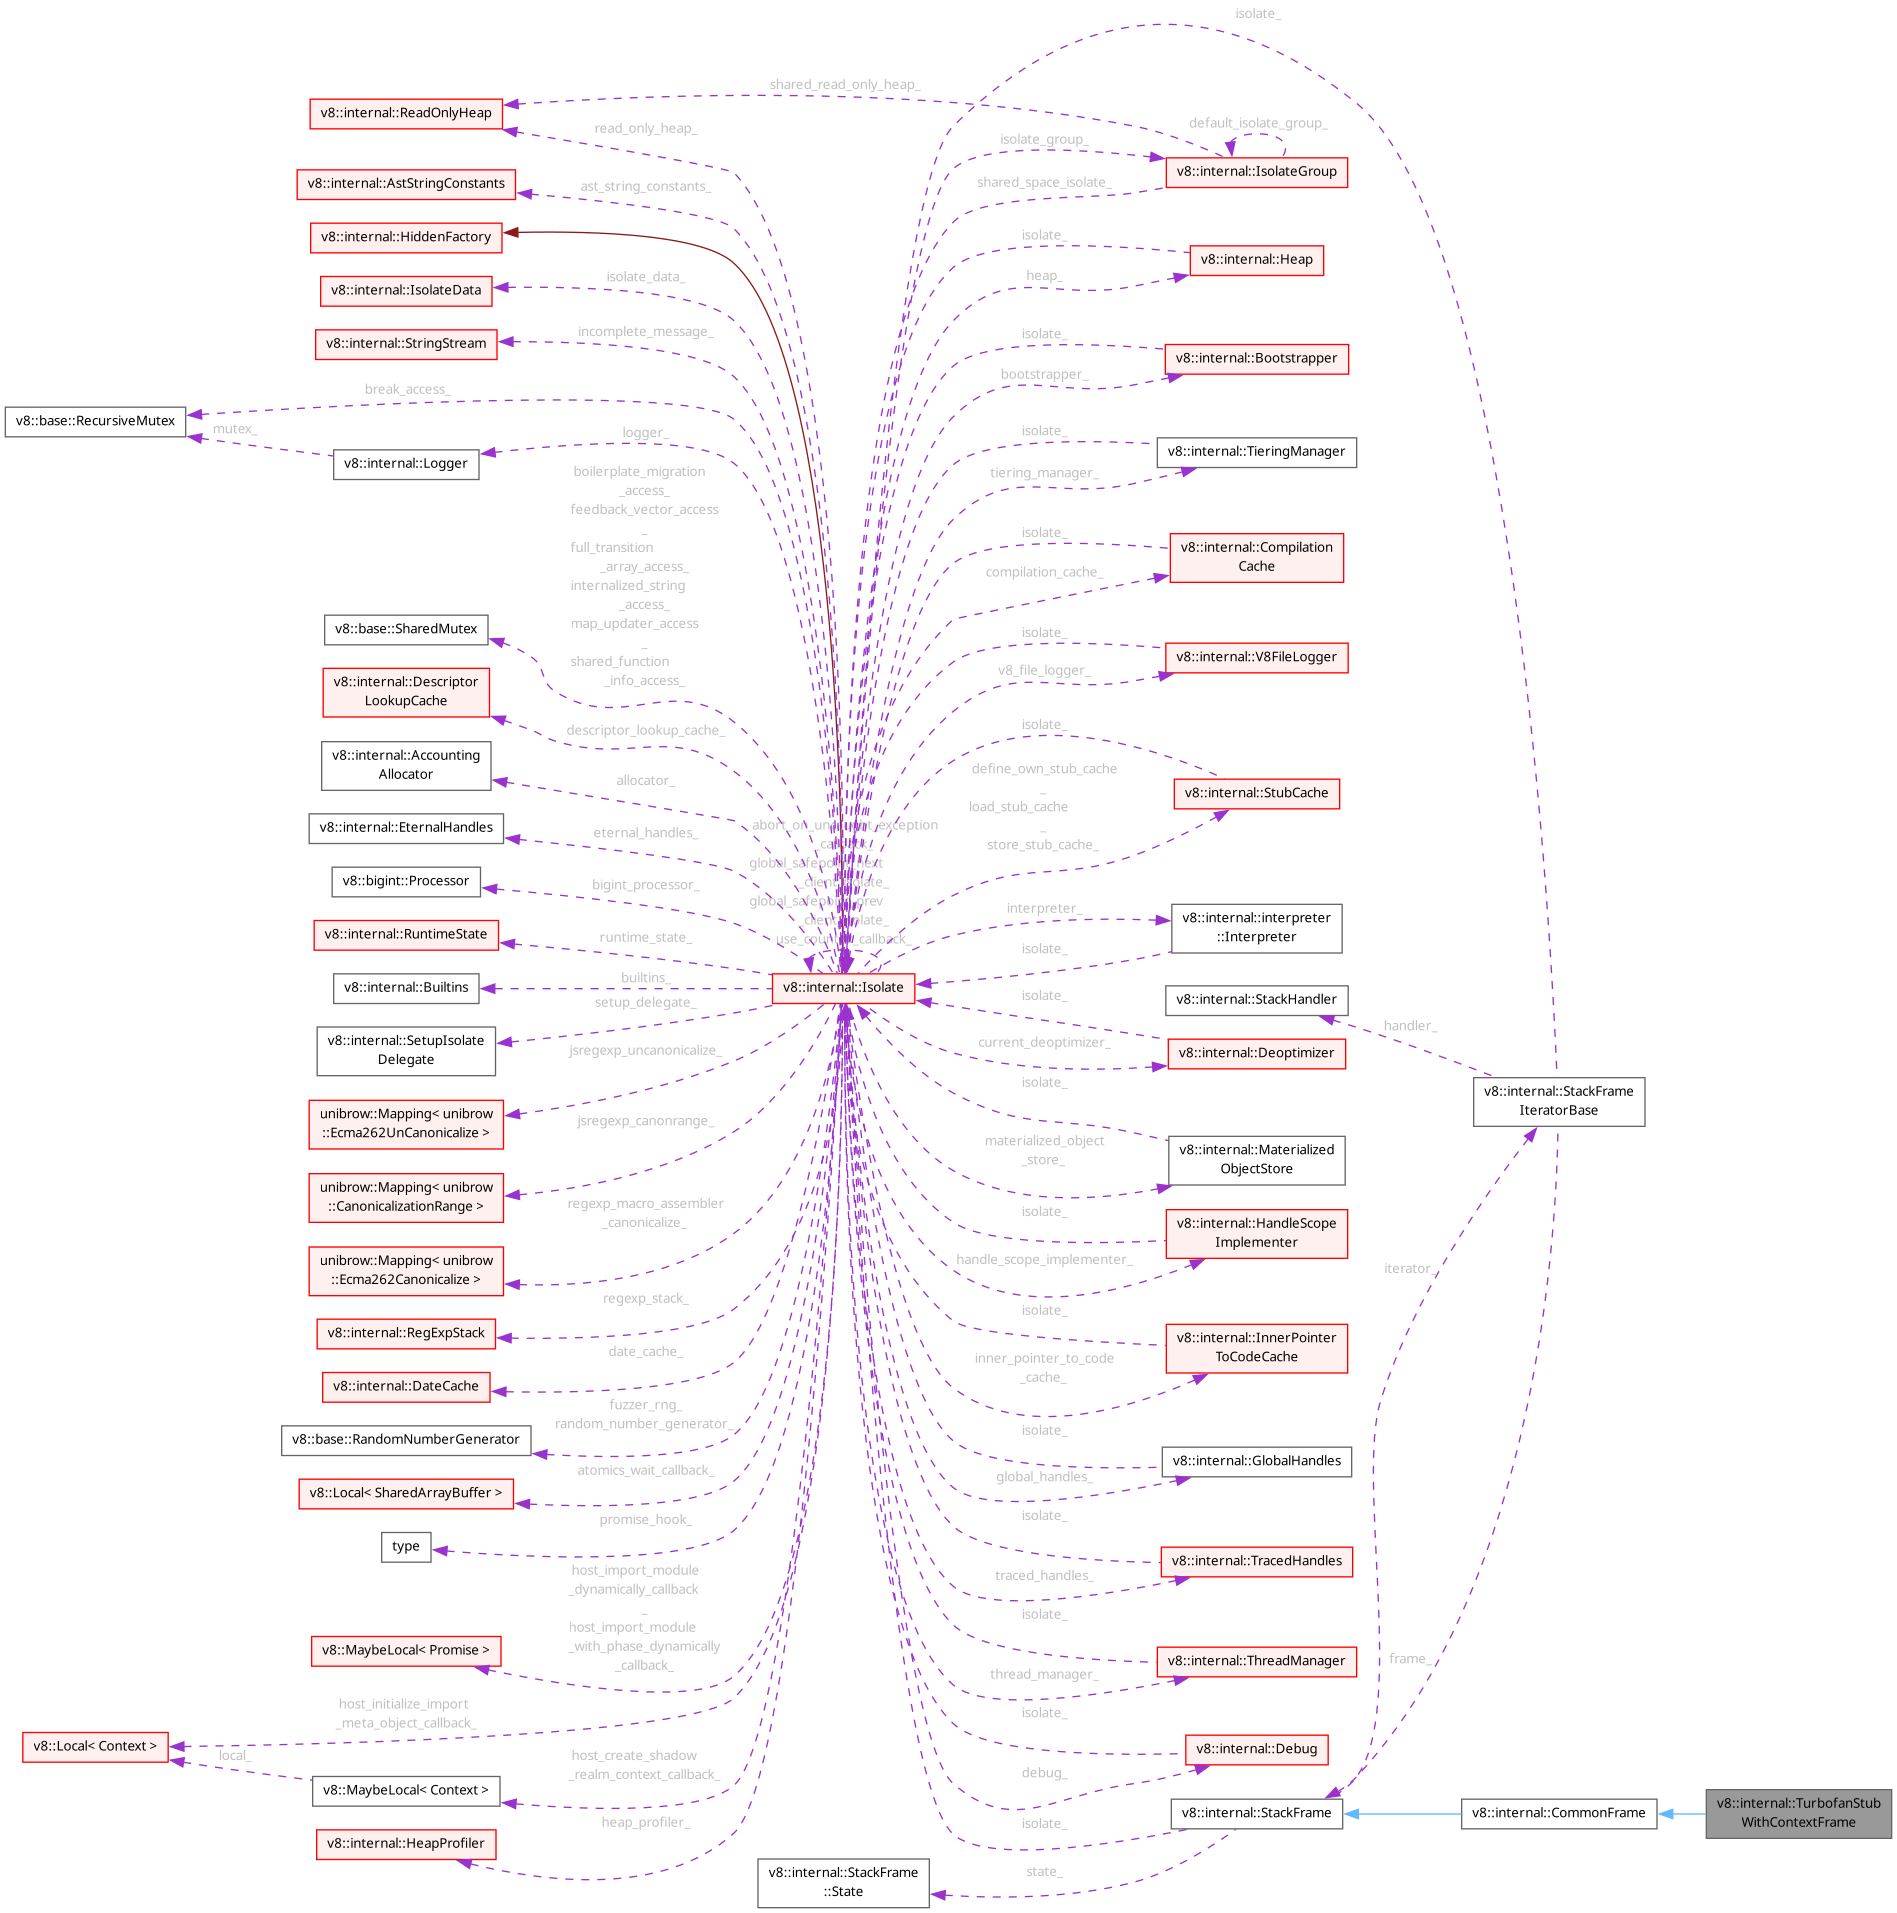 isolate_
shared_read_only_heap_
v8::internal::ReadOnlyHeap
read_only_heap_
isolate_group_
default_isolate_group_
v8::internal::IsolateGroup
shared_space_isolate_
v8::internal::AstStringConstants
ast_string_constants_
v8::internal::HiddenFactory
isolate_
v8::internal::Heap
heap_
v8::internal::IsolateData
isolate_data_
v8::internal::StringStream
incomplete_message_
isolate_
v8::internal::Bootstrapper
bootstrapper_
break_access_
v8::base::RecursiveMutex
mutex_
v8::internal::Logger
logger_
isolate_
v8::internal::TieringManager
tiering_manager_
boilerplate_migration
_access_
feedback_vector_access
_
full_transition
_array_access_
internalized_string
_access_
map_updater_access
_
shared_function
_info_access_
isolate_
v8::internal::Compilation
Cache
compilation_cache_
v8::base::SharedMutex
isolate_
v8::internal::V8FileLogger
v8_file_logger_
v8::internal::Descriptor
LookupCache
descriptor_lookup_cache_
v8::internal::Accounting
Allocator
allocator_
isolate_
v8::internal::StubCache
define_own_stub_cache
_
load_stub_cache
_
store_stub_cache_
v8::internal::EternalHandles
eternal_handles_
global_safepoint_next
_client_isolate_
global_safepoint_prev
_client_isolate_
v8::bigint::Processor
bigint_processor_
v8::internal::RuntimeState
runtime_state_
interpreter_
v8::internal::interpreter
::Interpreter
isolate_
v8::internal::Builtins
builtins_
v8::internal::Isolate
v8::internal::StackHandler
handler_
v8::internal::SetupIsolate
Delegate
setup_delegate_
isolate_
v8::internal::Deoptimizer
current_deoptimizer_
v8::internal::StackFrame
IteratorBase
unibrow::Mapping< unibrow
::Ecma262UnCanonicalize >
jsregexp_uncanonicalize_
isolate_
v8::internal::Materialized
ObjectStore
materialized_object
_store_
unibrow::Mapping< unibrow
::CanonicalizationRange >
jsregexp_canonrange_
isolate_
v8::internal::HandleScope
Implementer
handle_scope_implementer_
unibrow::Mapping< unibrow
::Ecma262Canonicalize >
regexp_macro_assembler
_canonicalize_
iterator_
v8::internal::RegExpStack
regexp_stack_
isolate_
v8::internal::InnerPointer
ToCodeCache
inner_pointer_to_code
_cache_
v8::internal::DateCache
date_cache_
v8::base::RandomNumberGenerator
fuzzer_rng_
random_number_generator_
isolate_
v8::internal::GlobalHandles
global_handles_
v8::Local< SharedArrayBuffer >
atomics_wait_callback_
type
promise_hook_
isolate_
v8::internal::TracedHandles
traced_handles_
v8::MaybeLocal< Promise >
host_import_module
_dynamically_callback
_
host_import_module
_with_phase_dynamically
_callback_
isolate_
v8::internal::ThreadManager
thread_manager_
frame_
v8::Local< Context >
host_initialize_import
_meta_object_callback_
local_
isolate_
v8::internal::Debug
debug_
v8::MaybeLocal< Context >
host_create_shadow
_realm_context_callback_
v8::internal::HeapProfiler
heap_profiler_
isolate_
v8::internal::StackFrame
v8::internal::CommonFrame
v8::internal::TurbofanStub
WithContextFrame
v8::internal::StackFrame
::State
state_